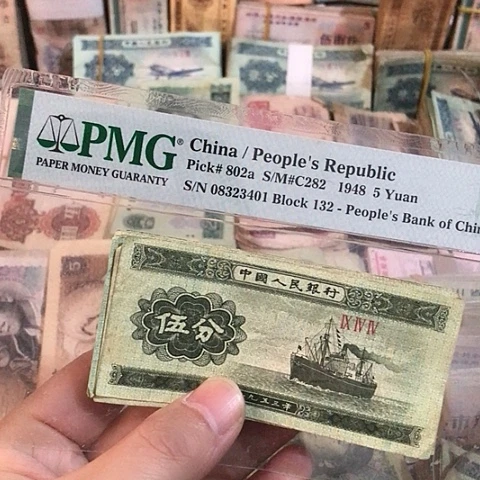 PMG®
PAPER MONEY GUARANTY
China / People's Republic
Pick# 802a S/M#C282 1948 5 Yuan
S/N 08323401 Block 132 - People's Bank of Chin
中國人民銀行
伍分
IX IV IV